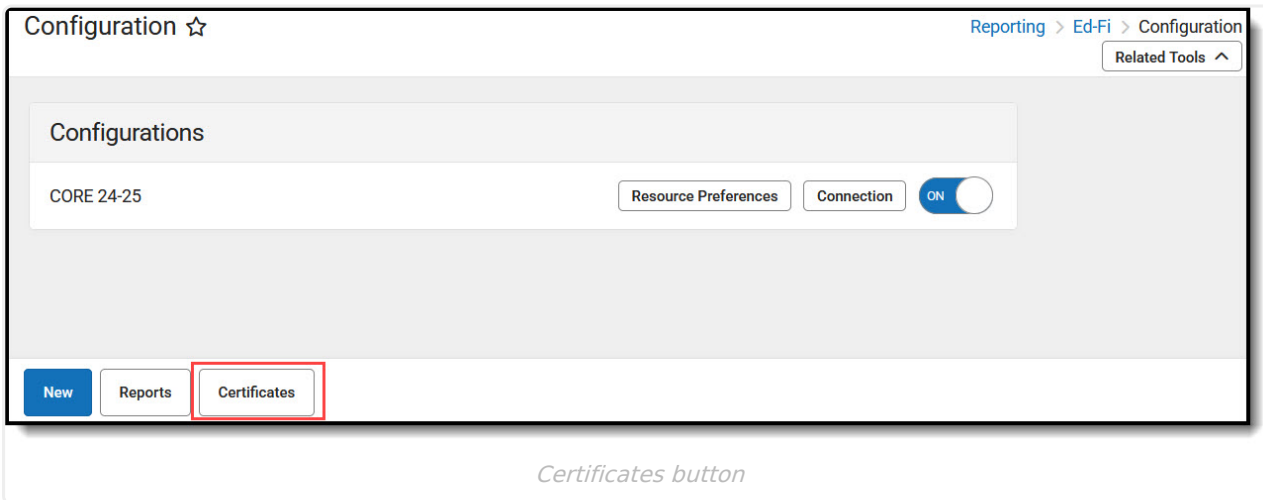 Configuration
Reporting > Ed-Fi > Configuration
Related Tools
Configurations
CORE 24-25
Resource Preferences
Connection
ON
New
Reports
Certificates
Certificates button